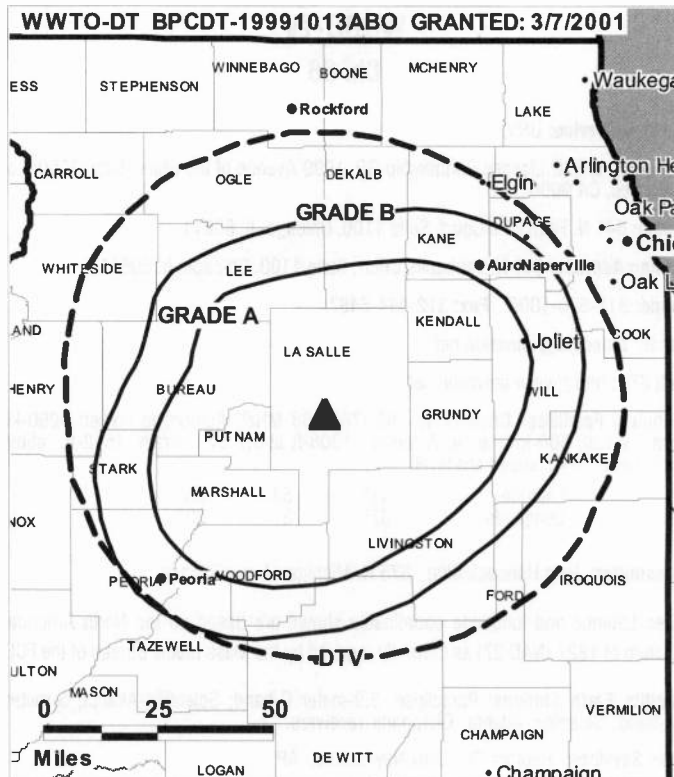 WWTO-DT BPCDT-19991013ABO GRANTED: 3/7/2001
WINNEBAGO
BOONE
MCHENRY
ESS
STEPHENSON
Waukega
LAKE
Rockford
CARROLL
OGLE
DEKALB
Elgin
Arlington He
GRADE B
DUPAGE
Oak Pa
KANE
Chic
WHITESIDE
LEE
AuroNaperville
Oak L
GRADE A
KENDALL
AND
LA SALLE
Joliet
COOK
HENRY
BUREAU
WILL
PUTNAM
GRUNDY
STARK
KANKAKEE
MARSHALL
NOX
LIVINGSTON
PEORIA
Peoria
WOODFORD
FORD
IROQUOIS
TAZEWELL
DTV
ULTON
MASON
VERMILION
0 25 50
CHAMPAIGN
Miles
DE WITT
LOGAN
Champaign